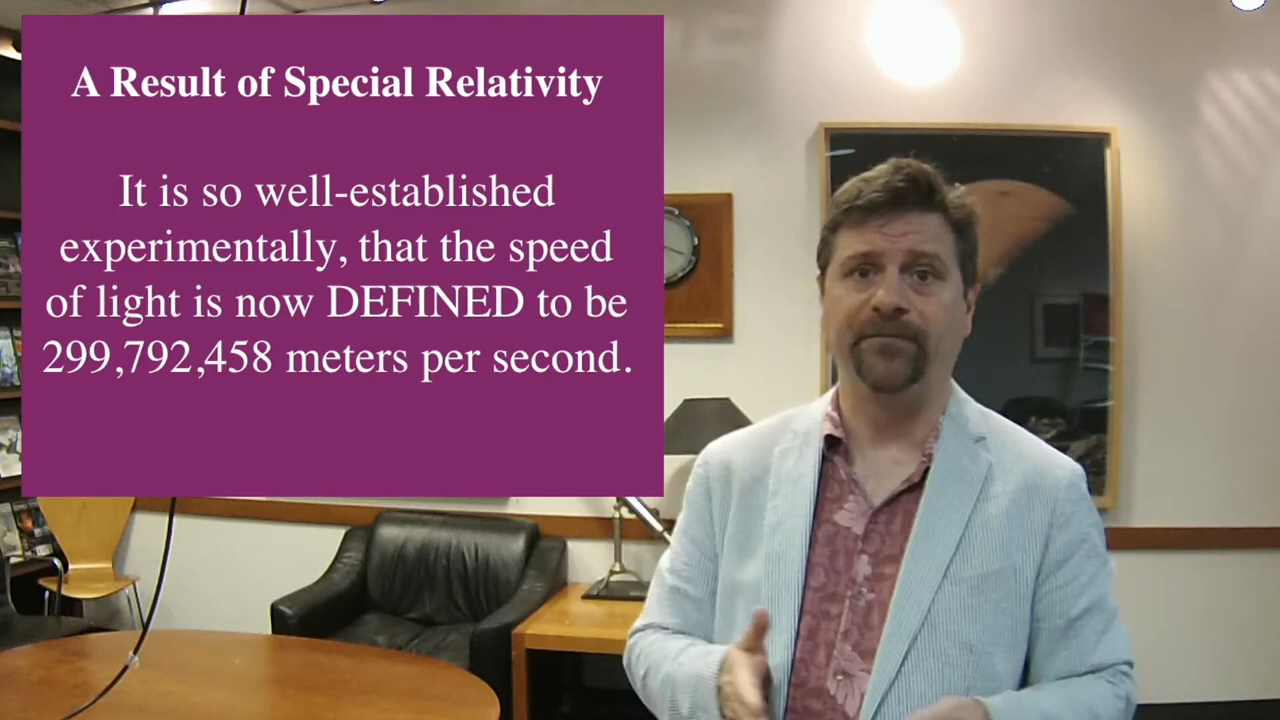 A Result of Special Relativity
It is so well-established
experimentally, that the speed
of light is now DEFINED to be
299,792,458 meters per second.